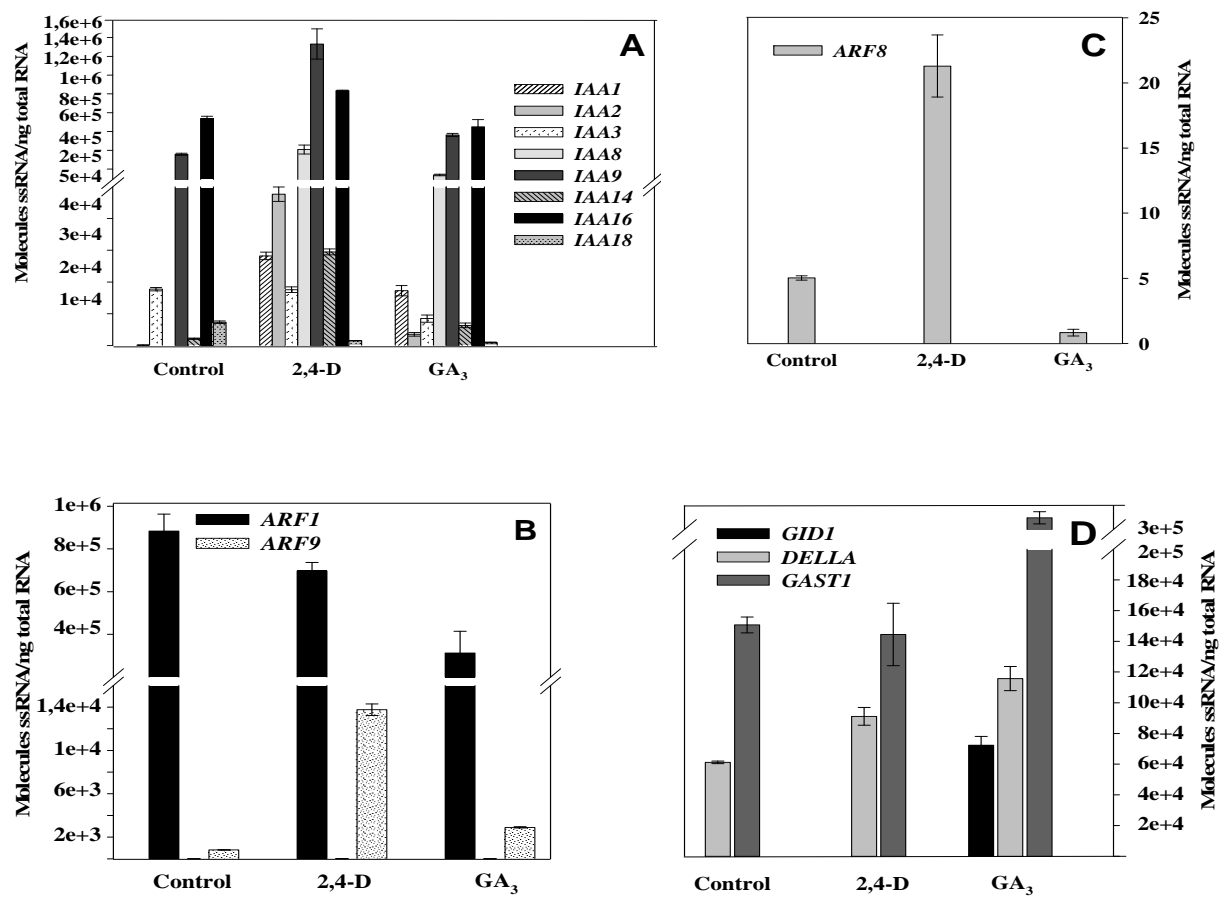 A
Molecules ssRNA/ng total RNA
1,6e+6
1,4e+6
1,2e+6
1e+6
8e+5
6e+5
4e+5
2e+5
5e+4
4e+4
3e+4
2e+4
1e+4
IAA1
IAA2
IAA3
IAA8
IAA9
IAA14
IAA16
IAA18
Control 2,4-D GA3
C
ARF8
25
20
15
10
5
0
Molecules ssRNA/ng total RNA
Control 2,4-D GA3
B
Molecules ssRNA/ng total RNA
1e+6
8e+5
6e+5
4e+5
1,4e+4
1e+4
6e+3
2e+3
ARF1
ARF9
Control 2,4-D GA3
D
GID1
DELLA
GAST1
3e+5
2e+5
18e+4
16e+4
14e+4
12e+4
10e+4
8e+4
6e+4
4e+4
2e+4
Molecules ssRNA/ng total RNA
Control 2,4-D GA3